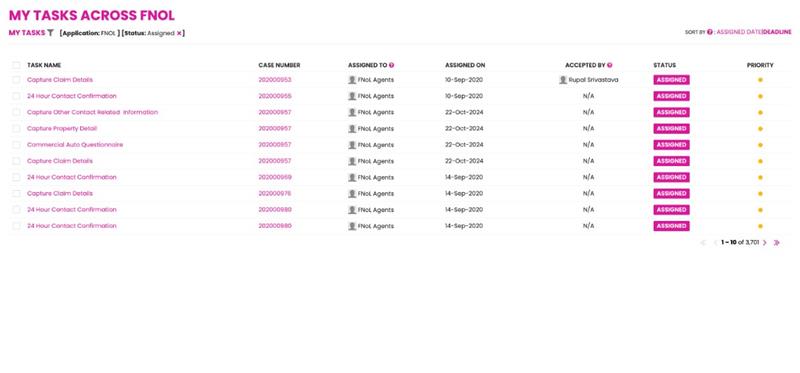 MY TASKS ACROSS FNOL
MY TASKS [Application: FNOL ] [Status: Assigned ×] SORT BY ? : ASSIGNED DATE|DEADLINE
TASK NAME CASE NUMBER ASSIGNED TO ? ASSIGNED ON ACCEPTED BY ? STATUS PRIORITY
Capture Claim Details 202000953 FNoL Agents 10-Sep-2020 Rupal Srivastava ASSIGNED
24 Hour Contact Confirmation 202000955 FNoL Agents 10-Sep-2020 N/A ASSIGNED
Capture Other Contact Related Information 202000957 FNoL Agents 22-Oct-2024 N/A ASSIGNED
Capture Property Detail 202000957 FNoL Agents 22-Oct-2024 N/A ASSIGNED
Commercial Auto Questionnaire 202000957 FNoL Agents 22-Oct-2024 N/A ASSIGNED
Capture Claim Details 202000957 FNoL Agents 22-Oct-2024 N/A ASSIGNED
24 Hour Contact Confirmation 202000969 FNoL Agents 14-Sep-2020 N/A ASSIGNED
Capture Claim Details 202000976 FNoL Agents 14-Sep-2020 N/A ASSIGNED
24 Hour Contact Confirmation 202000980 FNoL Agents 14-Sep-2020 N/A ASSIGNED
24 Hour Contact Confirmation 202000980 FNoL Agents 14-Sep-2020 N/A ASSIGNED
1 - 10 of 3,701